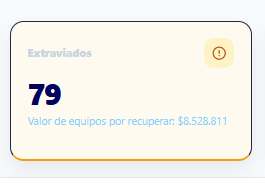 Extraviados
79
Valor de equipos por recuperar: $8.528.811